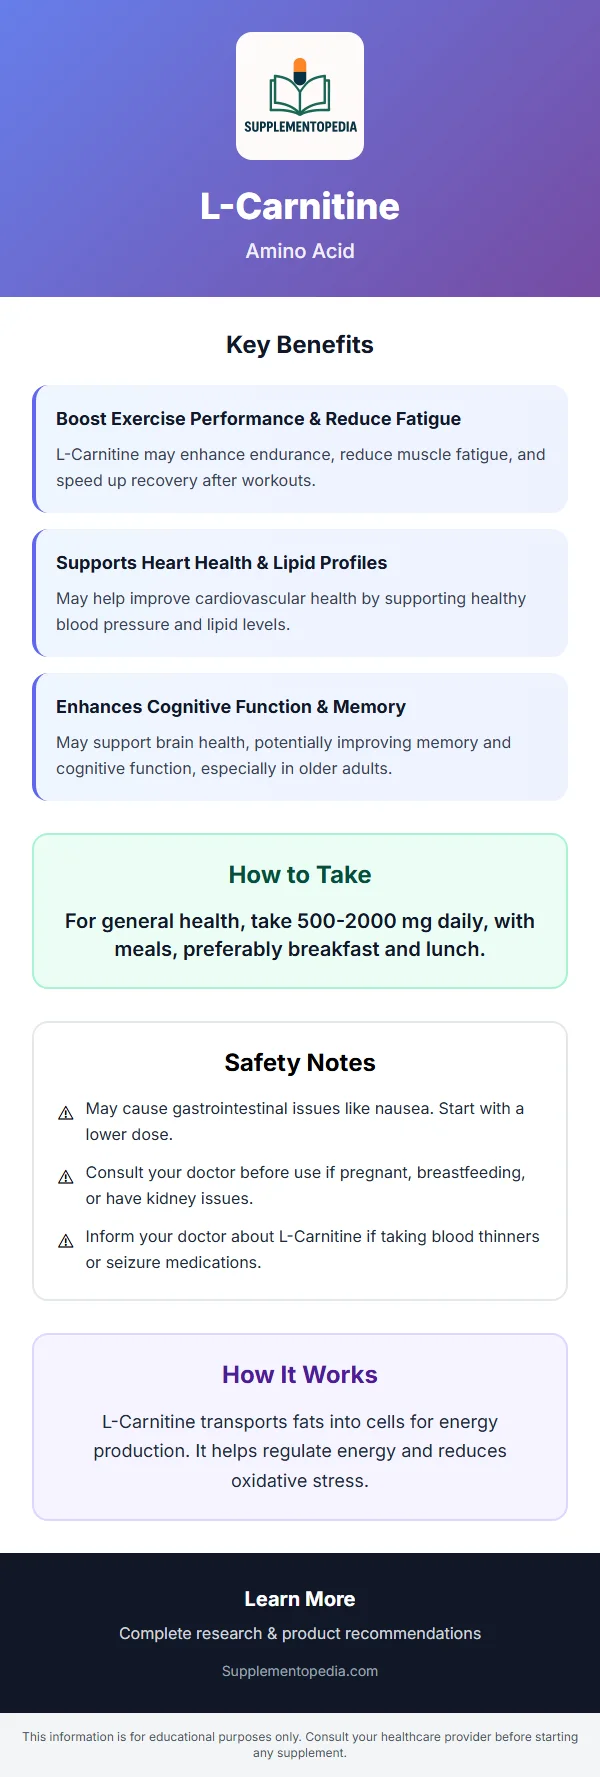 SUPPLEMENTOPEDIA
L-Carnitine
Amino Acid
Key Benefits
Boost Exercise Performance & Reduce Fatigue
L-Carnitine may enhance endurance, reduce muscle fatigue, and
speed up recovery after workouts.
Supports Heart Health & Lipid Profiles
May help improve cardiovascular health by supporting healthy
blood pressure and lipid levels.
Enhances Cognitive Function & Memory
May support brain health, potentially improving memory and
cognitive function, especially in older adults.
How to Take
For general health, take 500-2000 mg daily, with
meals, preferably breakfast and lunch.
Safety Notes
⚠ May cause gastrointestinal issues like nausea. Start with a
lower dose.
⚠ Consult your doctor before use if pregnant, breastfeeding,
or have kidney issues.
⚠ Inform your doctor about L-Carnitine if taking blood thinners
or seizure medications.
How It Works
L-Carnitine transports fats into cells for energy
production. It helps regulate energy and reduces
oxidative stress.
Learn More
Complete research & product recommendations
Supplementopedia.com
This information is for educational purposes only. Consult your healthcare provider before starting
any supplement.